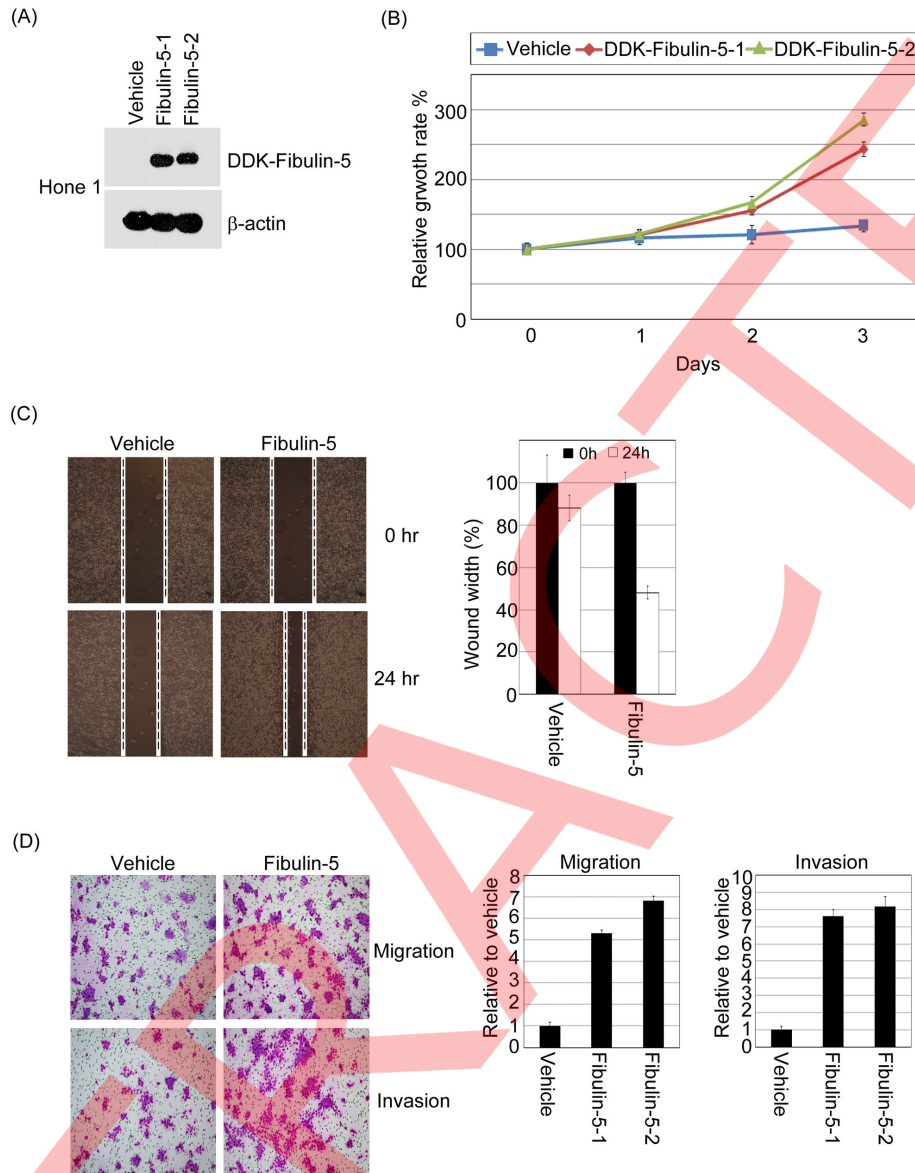 (A)
Vehicle
Fibulin-5-1
Fibulin-5-2
Hone 1
DDK-Fibulin-5
β-actin
(B)
Vehicle DDK-Fibulin-5-1 DDK-Fibulin-5-2
Relative grwoth rate %
300
200
100
0
0 1 2 3
Days
(C)
Vehicle Fibulin-5
0 hr
24 hr
0h 24h
Wound width (%)
100
80
60
40
20
0
Vehicle
Fibulin-5
(D)
Vehicle Fibulin-5
Migration
Invasion
Migration
Relative to vehicle
8
7
6
5
4
3
2
1
0
Vehicle
Fibulin-5-1
Fibulin-5-2
Invasion
Relative to vehicle
10
9
8
7
6
5
4
3
2
1
0
Vehicle
Fibulin-5-1
Fibulin-5-2